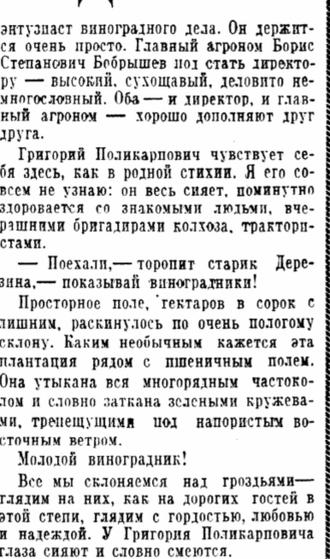 энтузиаст виноградного дела. Он держит-
ся очень просто. Главный агроном Борис
Степанович Бобрышев под стать директо-
ру — высокий, сухощавый, деловито не-
многословный. Оба — и директор, и глав-
ный агроном — хорошо дополняют друг
друга.
Григорий Поликарпович чувствует се-
бя здесь, как в родной стихии. Я его со-
всем не узнаю: он весь сияет, поминутно
здоровается со знакомыми людьми, вче-
рашними бригадирами колхоза, трактори-
стами.
— Поехали,— торопит старик Дере-
зина,— показывай виноградники!
Просторное поле, гектаров в сорок с
лишним, раскинулось по очень пологому
склону. Каким необычным кажется эта
плантация рядом с пшеничным полем.
Она утыкана вся многорядным частоко-
лом и словно заткана зелеными кружева-
ми, трепещущими под напористым во-
сточным ветром.
Молодой виноградник!
Все мы склоняемся над гроздьями—
глядим на них, как на дорогих гостей в
этой степи, глядим с гордостью, любовью
и надеждой. У Григория Поликарповича
глаза сияют и словно смеются.